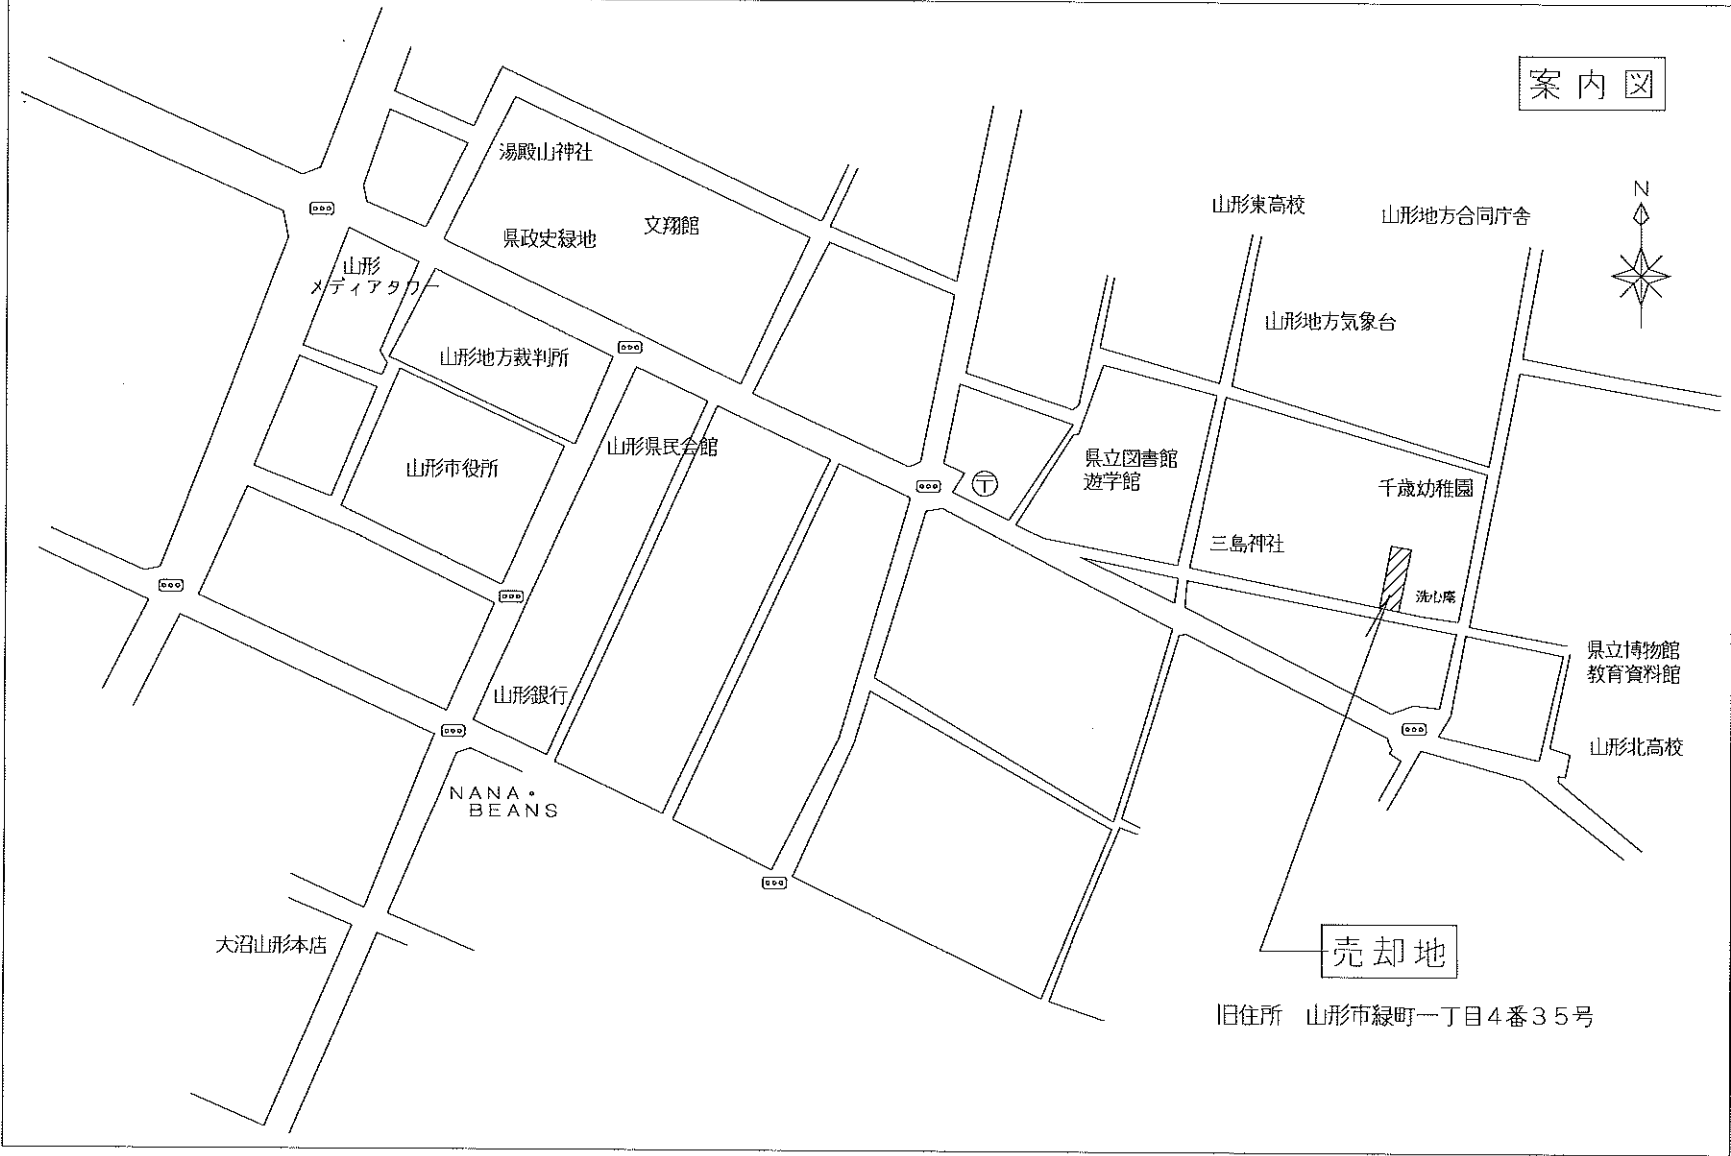 案内図
N
湯殿山神社
文翔館
県政史緑地
山形東高校
山形地方合同庁舎
山形
メディアタワー
山形地方気象台
山形地方裁判所
山形県民会館
山形市役所
県立図書館
遊学館
〒
千歳幼稚園
三島神社
洗心庵
県立博物館
教育資料館
山形銀行
山形北高校
NANA・
BEANS
大沼山形本店
売却地
旧住所 山形市緑町一丁目4番35号